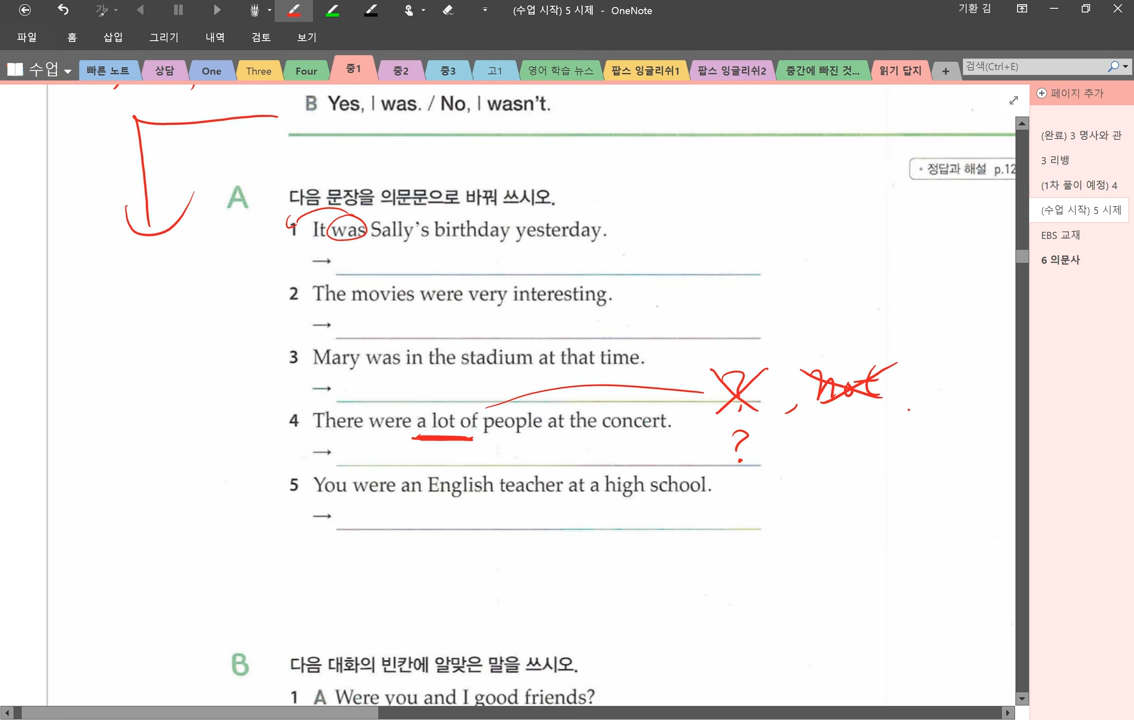 (수업 시작) 5 시제 - OneNote
기환 김
파일 홈 삽입 그리기 내역 검토 보기
수업 빠른 노트 상담 One Three Four 중1 중2 중3 고1 영어 학습 뉴스 팝스 잉글리쉬1 팝스 잉글리쉬2 중간에 빠진 것... 읽기 답지 +
검색(Ctrl+E)
페이지 추가
(완료) 3 명사와 관
3 리뱅
(1차 풀이 예정) 4
(수업 시작) 5 시제
EBS 교재
6 의문사
B Yes, I was. / No, I wasn't.
• 정답과 해설 p.12
A 다음 문장을 의문문으로 바꿔 쓰시오.
1 It was Sally's birthday yesterday.
→
2 The movies were very interesting.
→
3 Mary was in the stadium at that time.
→
?, not .
4 There were a lot of people at the concert.
→
?
5 You were an English teacher at a high school.
→
B 다음 대화의 빈칸에 알맞은 말을 쓰시오.
1 A Were you and I good friends?